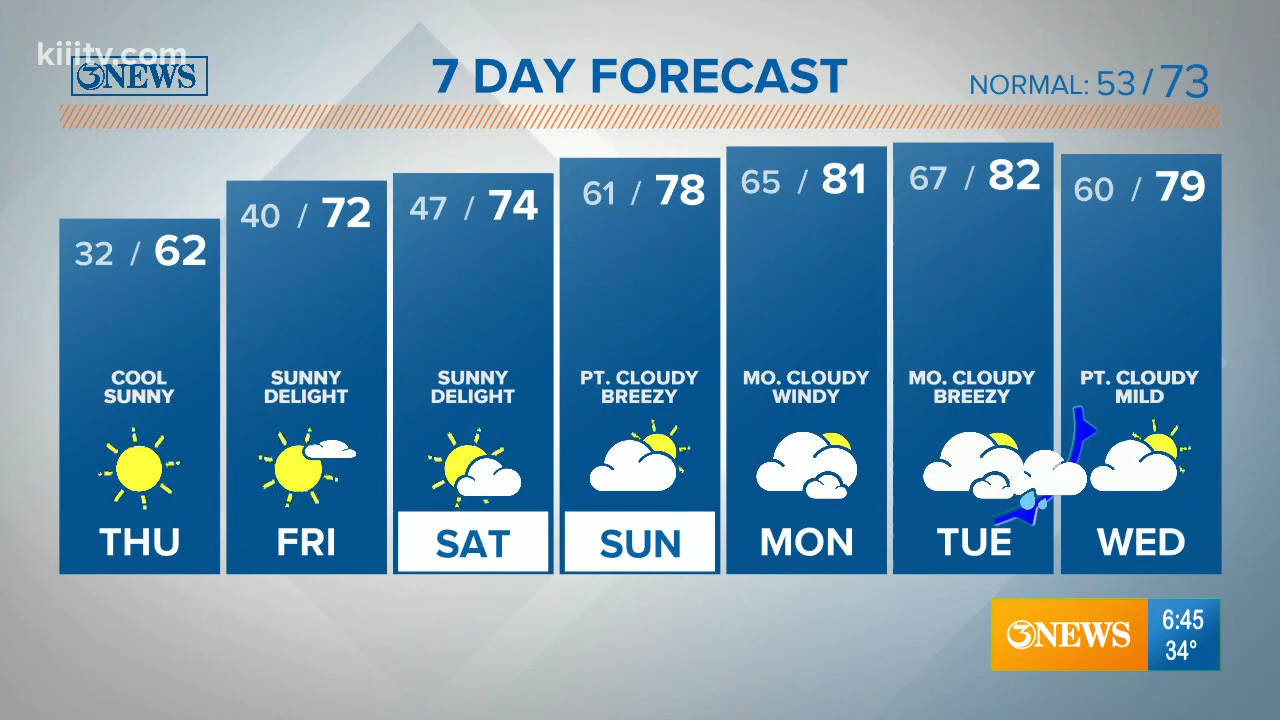 kiiitv.com
3NEWS
7 DAY FORECAST
NORMAL: 53/73
32 / 62
COOL
SUNNY
THU
40 / 72
SUNNY
DELIGHT
FRI
47 / 74
SUNNY
DELIGHT
SAT
61 / 78
PT. CLOUDY
BREEZY
SUN
65 / 81
MO. CLOUDY
WINDY
MON
67 / 82
MO. CLOUDY
BREEZY
TUE
60 / 79
PT. CLOUDY
MILD
WED
3NEWS
6:45
34°